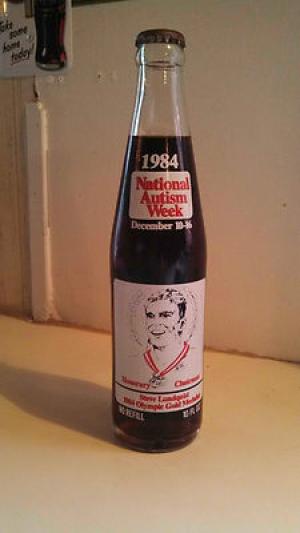 Take
some
home
today!
1984
National
Autism
Week
December 10-16
Honorary Chairman
Steve Lundquist
1984 Olympic Gold Medalist
NO REFILL 10 FL OZ